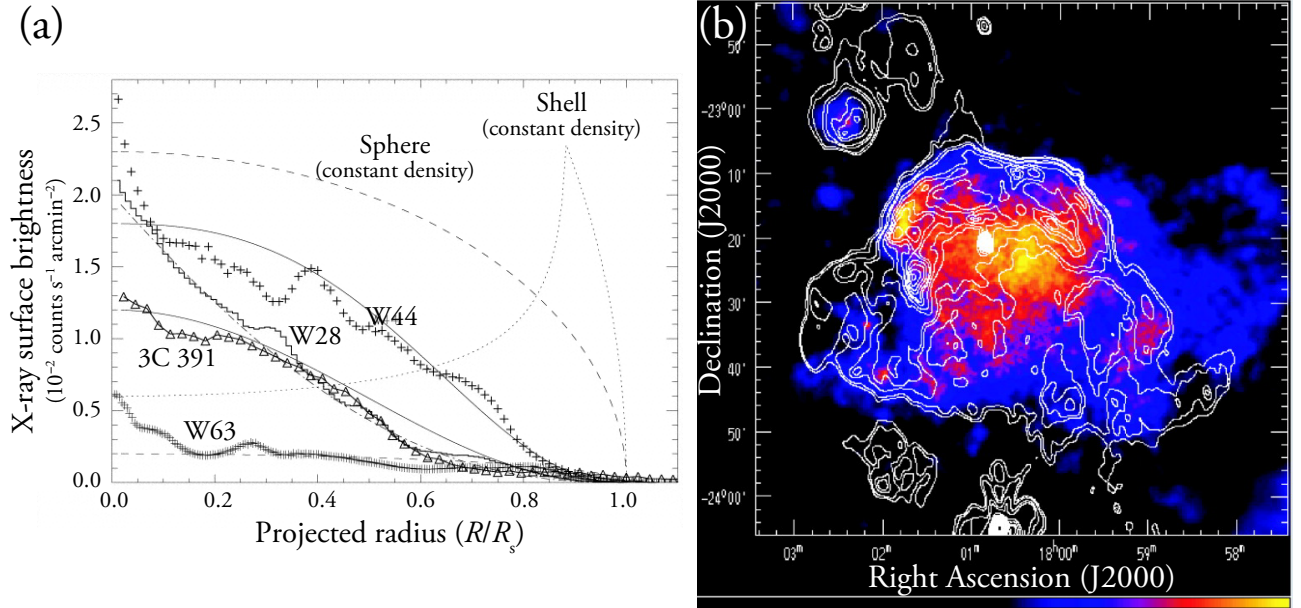 (a)
X-ray surface brightness
(10⁻² counts s⁻¹ arcmin⁻²)
2.5
2.0
1.5
1.0
0.5
0.0
Shell
(constant density)
Sphere
(constant density)
W44
W28
3C 391
W63
0.0
0.2
0.4
0.6
0.8
1.0
Projected radius (R/Rs)
(b)
Declination (J2000)
50'
-23°00'
10'
20'
30'
40'
50'
-24°00'
03ᵐ
02ᵐ
01ᵐ
18ʰ00ᵐ
59ᵐ
58ᵐ
Right Ascension (J2000)